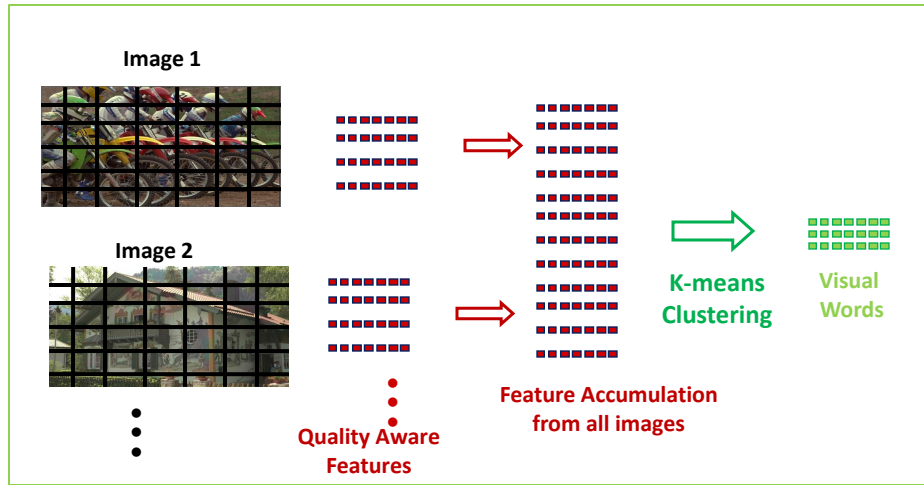 Image 1
Image 2
Quality Aware
Features
Feature Accumulation
from all images
K-means
Clustering
Visual
Words